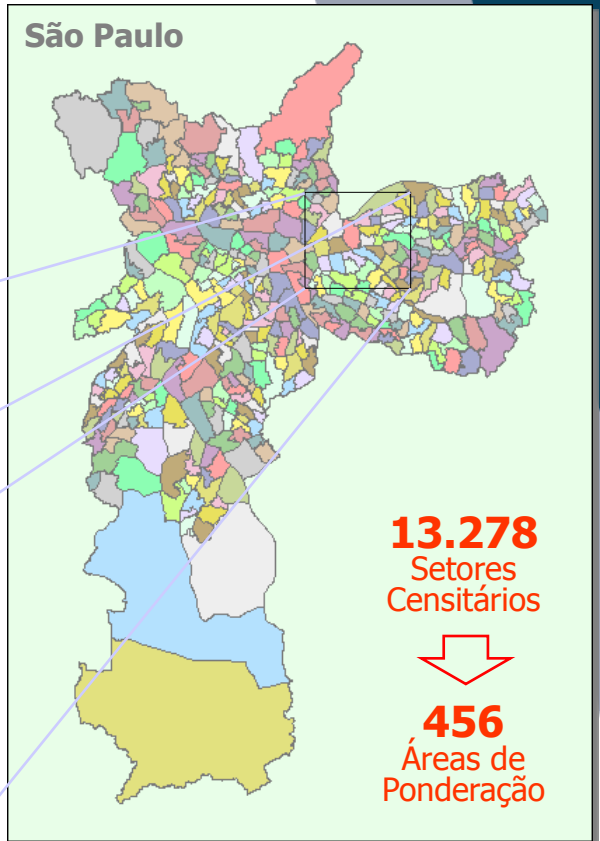 São Paulo
13.278
Setores
Censitários
456
Áreas de
Ponderação